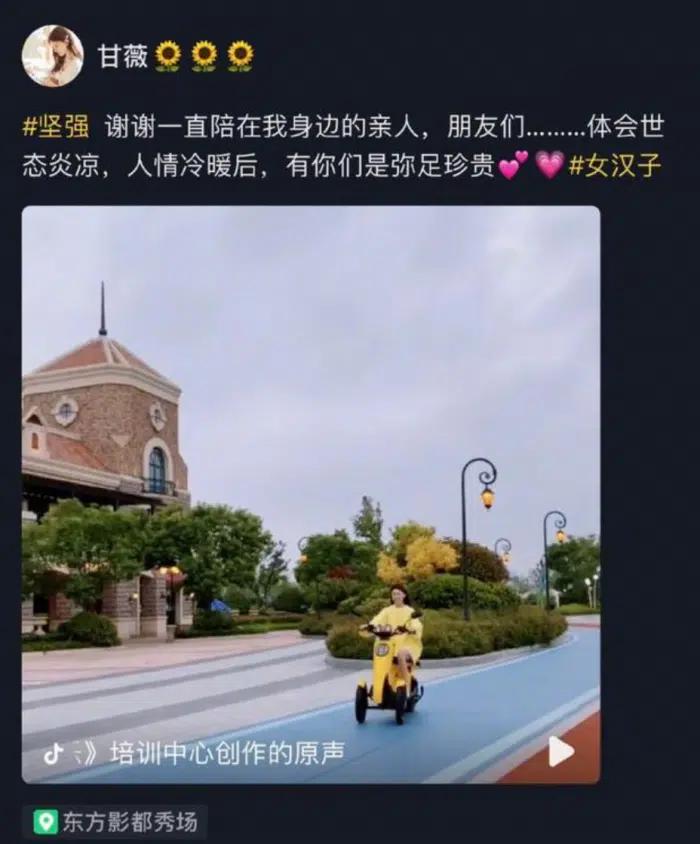 甘薇🌻🌻🌻
#坚强 谢谢一直陪在我身边的亲人，朋友们………体会世
态炎凉，人情冷暖后，有你们是弥足珍贵💕💗#女汉子
》培训中心创作的原声
东方影都秀场